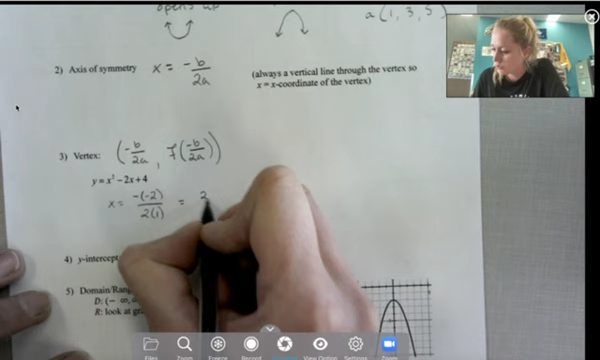 opens up
a (1, 3, 5)
2) Axis of symmetry x = -b/2a (always a vertical line through the vertex so
x = x-coordinate of the vertex)
3) Vertex: (-b/2a, f(-b/2a))
y = x² – 2x + 4
x = -(-2)/2(1) = 2
4) y-intercept
5) Domain/Ran
D: (– ∞,
R: look at gr
Files Zoom Freeze Record View Option Settings Zoom